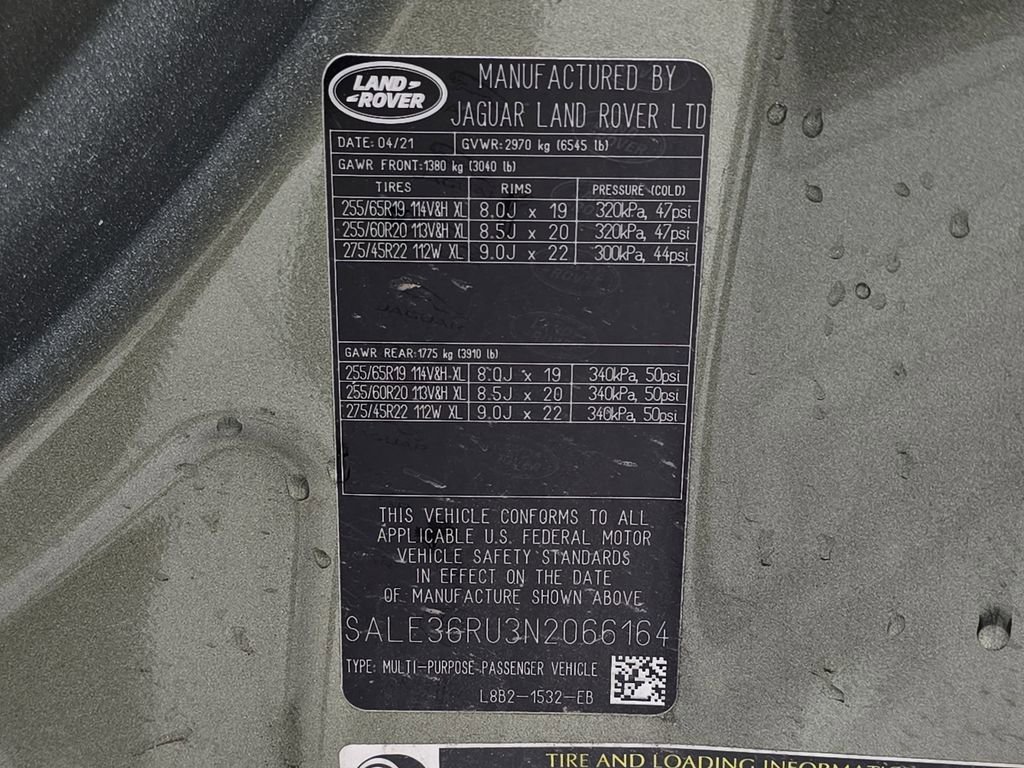 LAND ROVER
MANUFACTURED BY
JAGUAR LAND ROVER LTD
DATE: 04/21 GVWR: 2970 kg (6545 lb)
GAWR FRONT: 1380 kg (3040 lb)
TIRES RIMS PRESSURE (COLD)
255/65R19 114V&H XL 8.0J x 19 320kPa, 47psi
255/60R20 113V&H XL 8.5J x 20 320kPa, 47psi
275/45R22 112W XL 9.0J x 22 300kPa, 44psi
JAGUAR
GAWR REAR: 1775 kg (3910 lb)
255/65R19 114V&H XL 8.0J x 19 340kPa, 50psi
255/60R20 113V&H XL 8.5J x 20 340kPa, 50psi
275/45R22 112W XL 9.0J x 22 340kPa, 50psi
THIS VEHICLE CONFORMS TO ALL
APPLICABLE U.S. FEDERAL MOTOR
VEHICLE SAFETY STANDARDS
IN EFFECT ON THE DATE
OF MANUFACTURE SHOWN ABOVE
SALE36RU3N2066164
TYPE: MULTI-PURPOSE PASSENGER VEHICLE
L8B2-1532-EB
TIRE AND LOADING INFORMATION